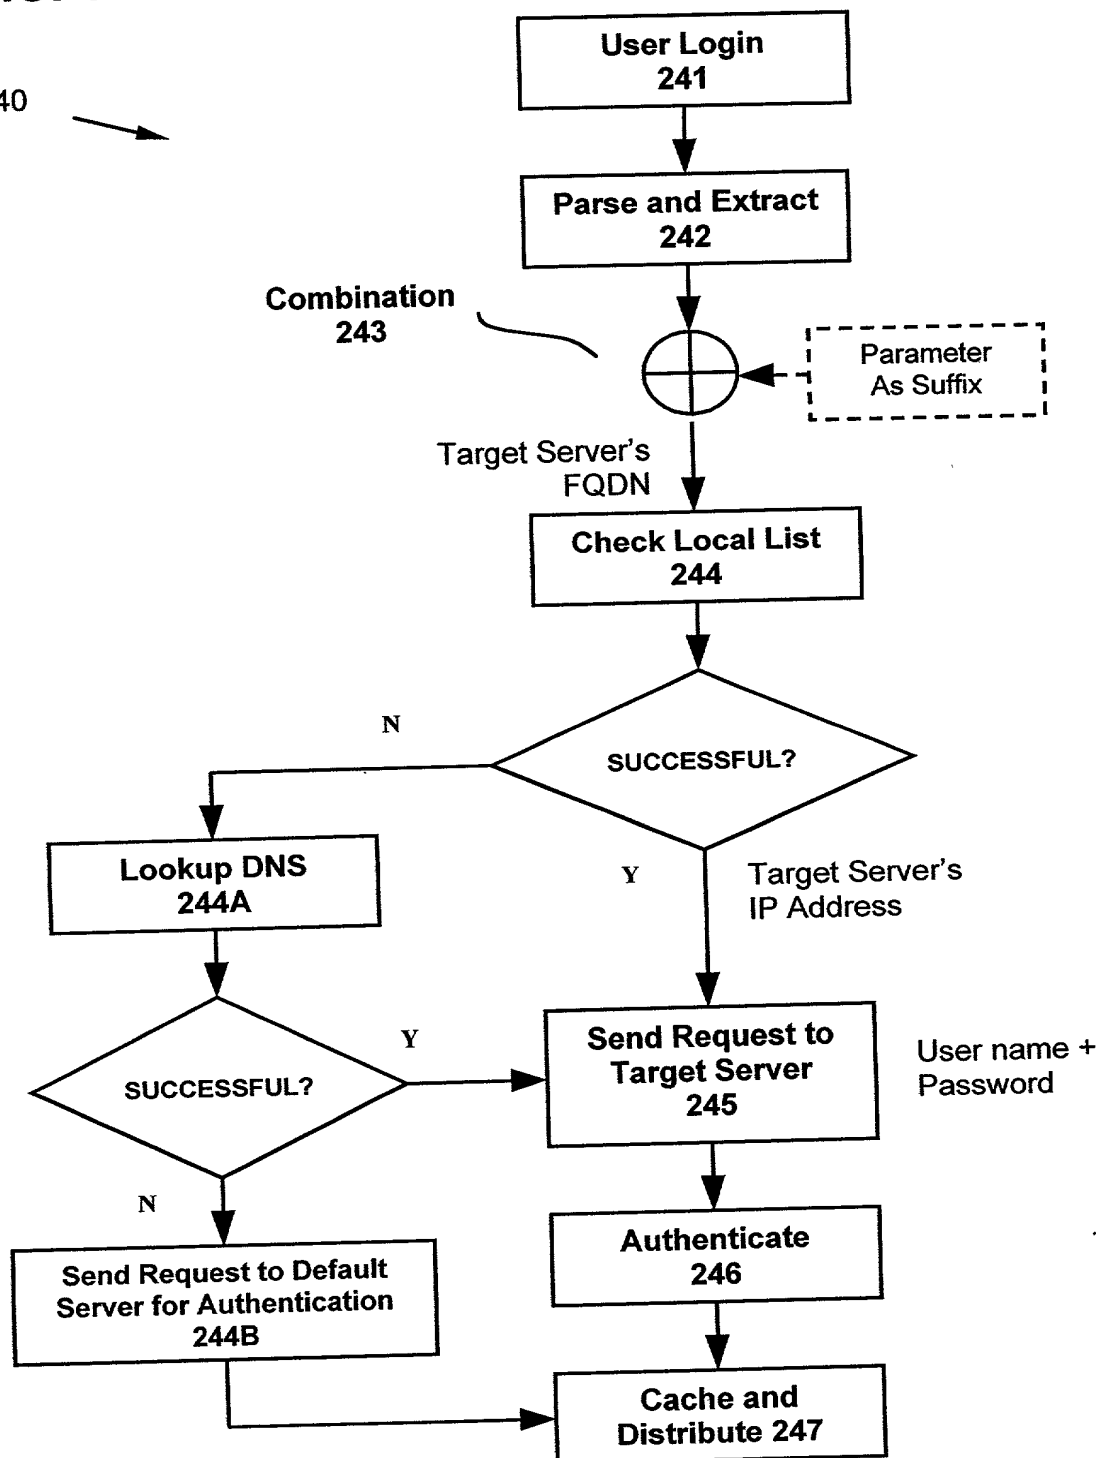 40
User Login
241
Parse and Extract
242
Combination
243
Parameter
As Suffix
Target Server's
FQDN
Check Local List
244
N
SUCCESSFUL?
Lookup DNS
244A
Y
Target Server's
IP Address
Y
SUCCESSFUL?
Send Request to
Target Server
245
User name +
Password
N
Authenticate
246
Send Request to Default
Server for Authentication
244B
Cache and
Distribute 247